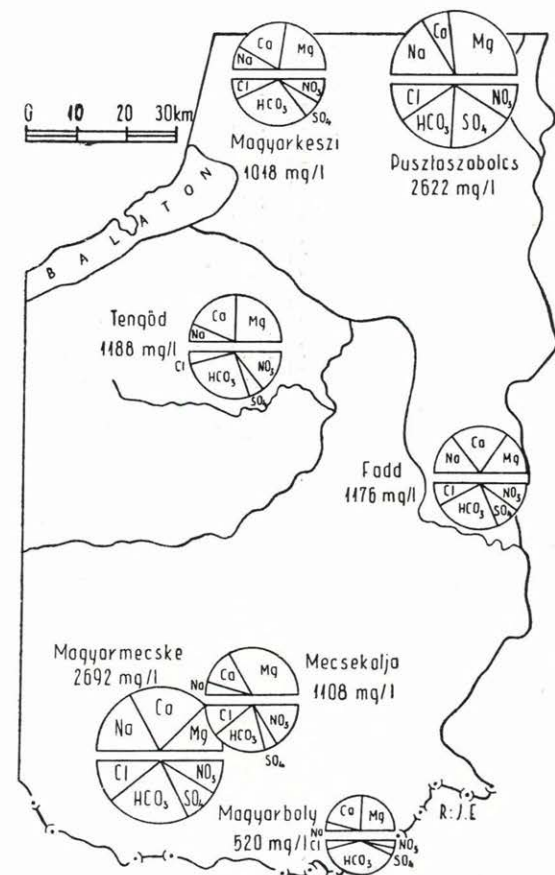 Ca Mg
Na
Cl HCO₃ NO₃
SO₄
Magyarkeszi
1018 mg/l
Ca Mg
Na
Cl HCO₃ SO₄ NO₃
Pusztaszabolcs
2622 mg/l
0 10 20 30km
BALATON
Tengőd
1188 mg/l
Ca Mg
Na
Cl HCO₃ NO₃
SO₄
Fadd
1176 mg/l
Ca
Na Mg
Cl HCO₃ SO₄ NO₃
Magyarmecske
2692 mg/l
Ca
Na Mg
Cl HCO₃ SO₄ NO₃
Mecsekalja
1108 mg/l
Ca Mg
Na
Cl HCO₃ NO₃
SO₄
Magyarboly
520 mg/l
Ca Mg
Na
Cl HCO₃ NO₃
SO₄
R:J.E